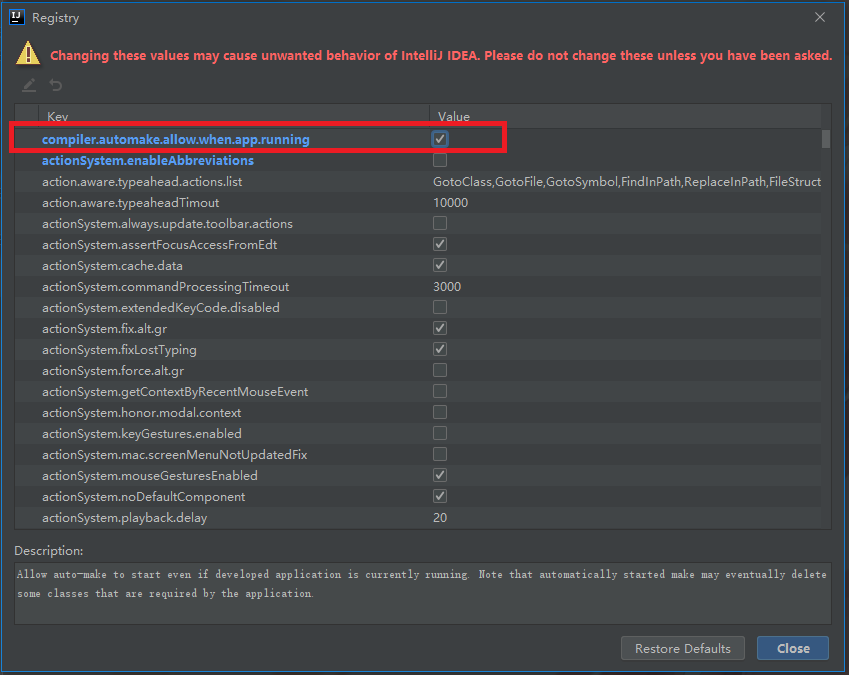 IJ
Registry
Changing these values may cause unwanted behavior of IntelliJ IDEA. Please do not change these unless you have been asked.
Key Value
compiler.automake.allow.when.app.running
actionSystem.enableAbbreviations
action.aware.typeahead.actions.list GotoClass,GotoFile,GotoSymbol,FindInPath,ReplaceInPath,FileStruct
action.aware.typeaheadTimout 10000
actionSystem.always.update.toolbar.actions
actionSystem.assertFocusAccessFromEdt
actionSystem.cache.data
actionSystem.commandProcessingTimeout 3000
actionSystem.extendedKeyCode.disabled
actionSystem.fix.alt.gr
actionSystem.fixLostTyping
actionSystem.force.alt.gr
actionSystem.getContextByRecentMouseEvent
actionSystem.honor.modal.context
actionSystem.keyGestures.enabled
actionSystem.mac.screenMenuNotUpdatedFix
actionSystem.mouseGesturesEnabled
actionSystem.noDefaultComponent
actionSystem.playback.delay 20
Description:
Allow auto-make to start even if developed application is currently running. Note that automatically started make may eventually delete
some classes that are required by the application.
Restore Defaults Close